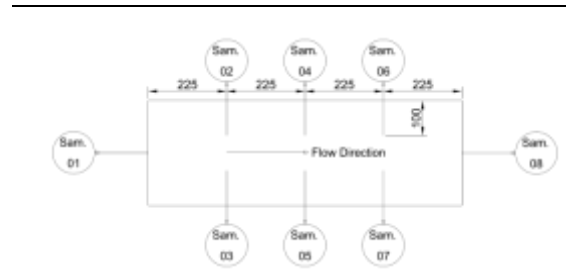 Sam. 02
Sam. 04
Sam. 06
225
225
225
225
100
Sam. 01
Flow Direction
Sam. 08
Sam. 03
Sam. 05
Sam. 07